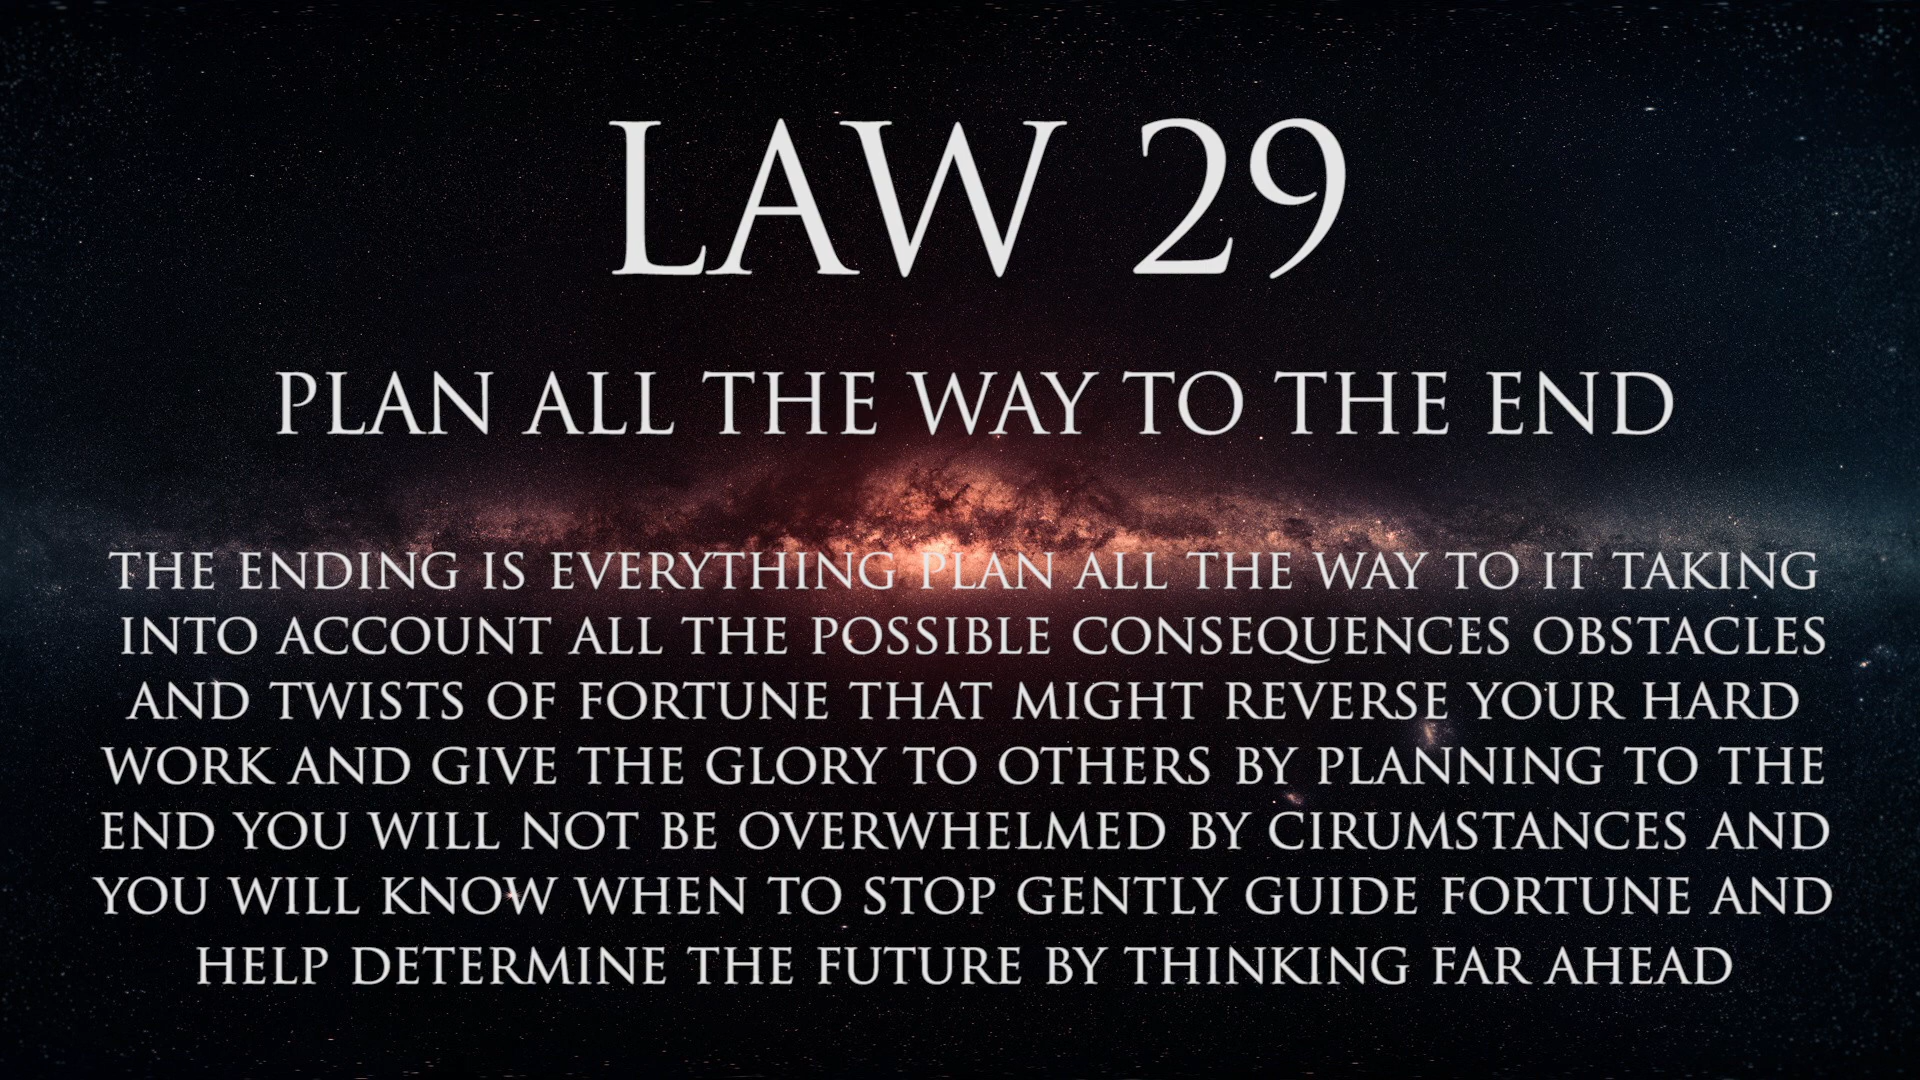 LAW 29
PLAN ALL THE WAY TO THE END
THE ENDING IS EVERYTHING PLAN ALL THE WAY TO IT TAKING
INTO ACCOUNT ALL THE POSSIBLE CONSEQUENCES OBSTACLES
AND TWISTS OF FORTUNE THAT MIGHT REVERSE YOUR HARD
WORK AND GIVE THE GLORY TO OTHERS BY PLANNING TO THE
END YOU WILL NOT BE OVERWHELMED BY CIRUMSTANCES AND
YOU WILL KNOW WHEN TO STOP GENTLY GUIDE FORTUNE AND
HELP DETERMINE THE FUTURE BY THINKING FAR AHEAD